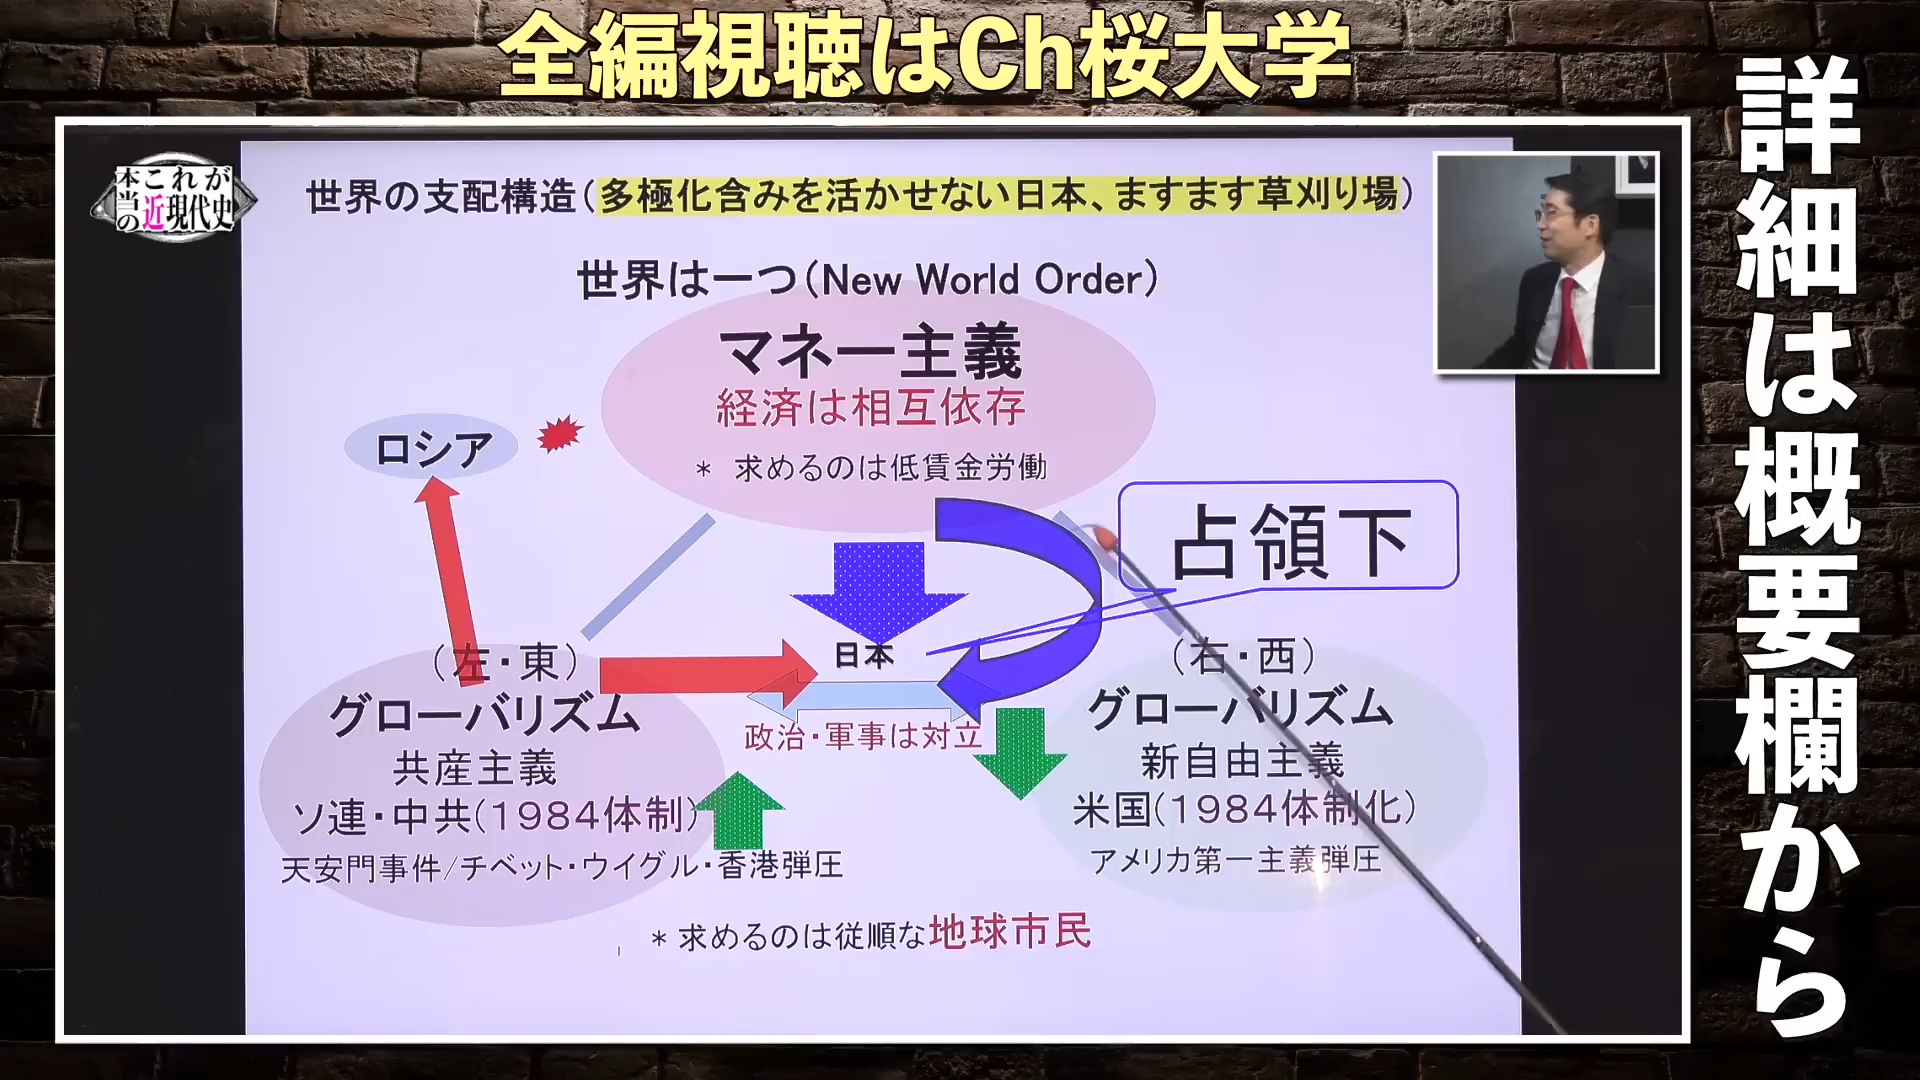 全編視聴はCh桜大学
詳細は概要欄から
これが
本当の
近現代史
世界の支配構造（多極化含みを活かせない日本、ますます草刈り場）
世界は一つ（New World Order）
マネー主義
経済は相互依存
＊ 求めるのは低賃金労働
ロシア
占領下
（左・東）
グローバリズム
共産主義
ソ連・中共（1984体制）
天安門事件/チベット・ウイグル・香港弾圧
日本
政治・軍事は対立
（右・西）
グローバリズム
新自由主義
米国（1984体制化）
アメリカ第一主義弾圧
＊求めるのは従順な地球市民